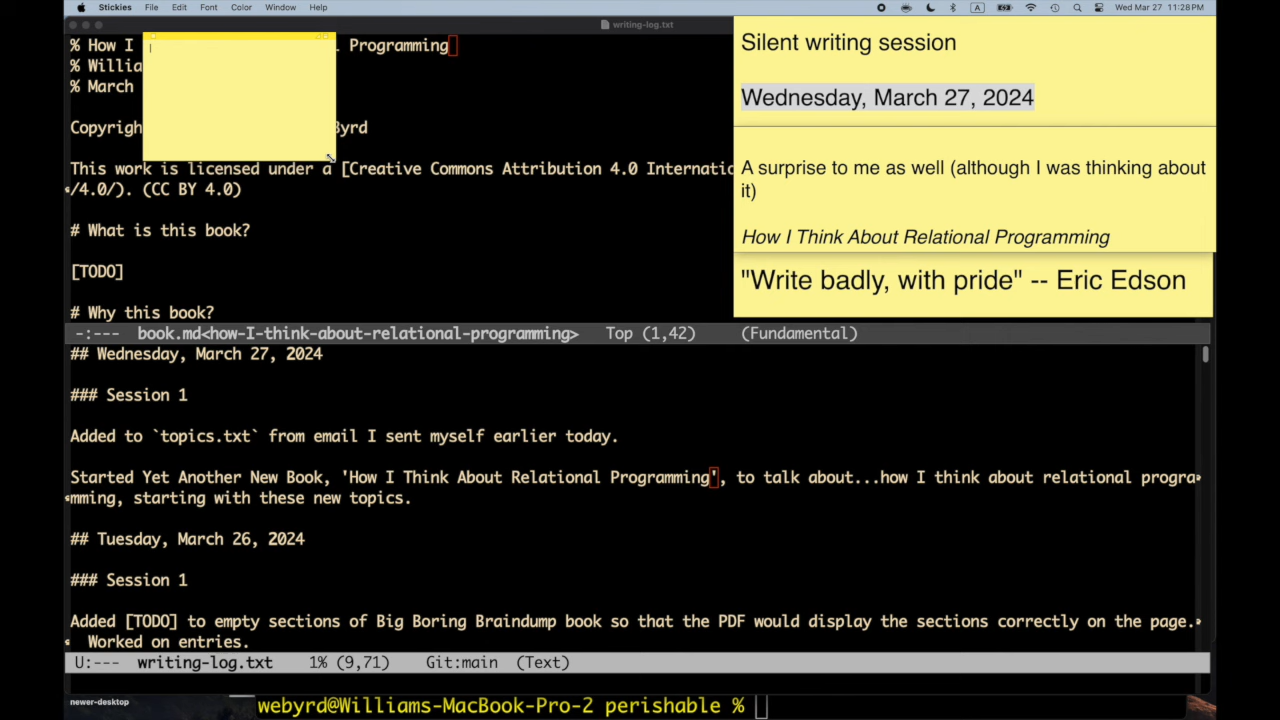 Stickies File Edit Font Color Window Help
A
Wed Mar 27 11:28 PM
writing-log.txt
% How I
Programming
% Willia
% March
Copyrigh
Byrd
This work is licensed under a [Creative Commons Attribution 4.0 Internatio
/4.0/). (CC BY 4.0)
# What is this book?
[TODO]
# Why this book?
Silent writing session
Wednesday, March 27, 2024
A surprise to me as well (although I was thinking about
it)
How I Think About Relational Programming
"Write badly, with pride" -- Eric Edson
-:--- book.md<how-I-think-about-relational-programming> Top (1,42) (Fundamental)
## Wednesday, March 27, 2024
### Session 1
Added to `topics.txt` from email I sent myself earlier today.
Started Yet Another New Book, 'How I Think About Relational Programming', to talk about...how I think about relational progra
mming, starting with these new topics.
## Tuesday, March 26, 2024
### Session 1
Added [TODO] to empty sections of Big Boring Braindump book so that the PDF would display the sections correctly on the page.
Worked on entries.
U:--- writing-log.txt 1% (9,71) Git:main (Text)
newer-desktop
webyrd@Williams-MacBook-Pro-2 perishable %